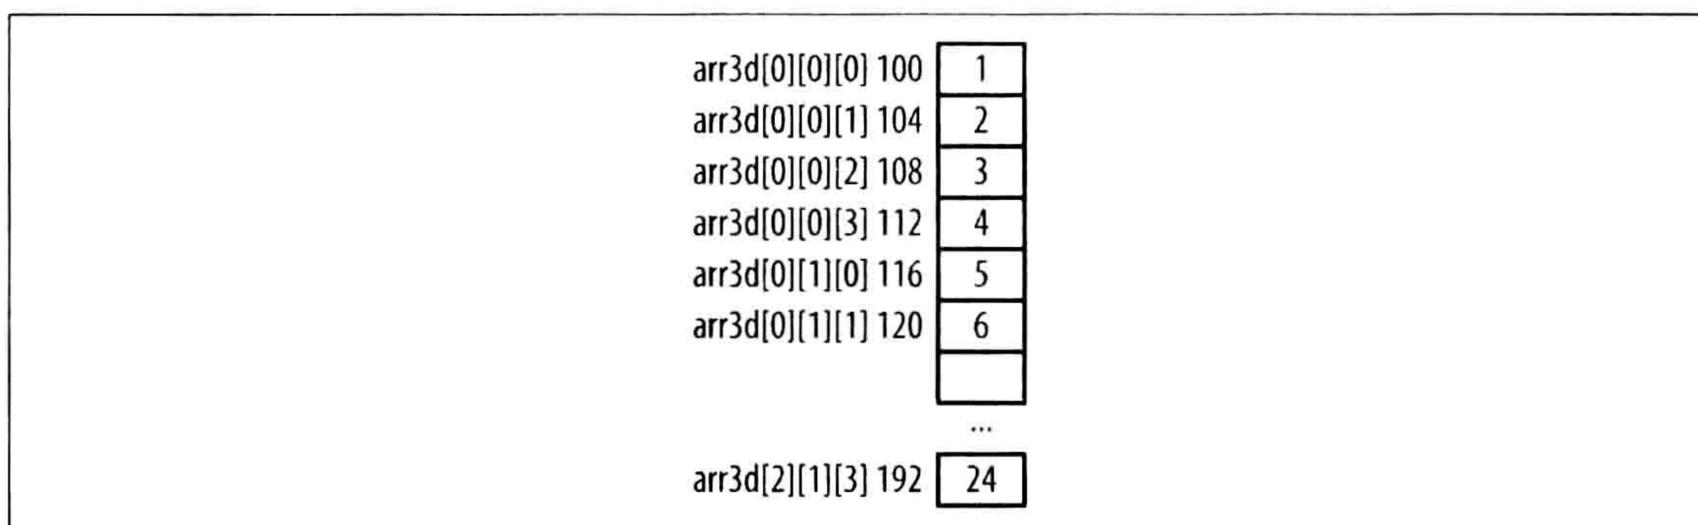 arr3d[0][0][0] 100 1
arr3d[0][0][1] 104 2
arr3d[0][0][2] 108 3
arr3d[0][0][3] 112 4
arr3d[0][1][0] 116 5
arr3d[0][1][1] 120 6
...
arr3d[2][1][3] 192 24